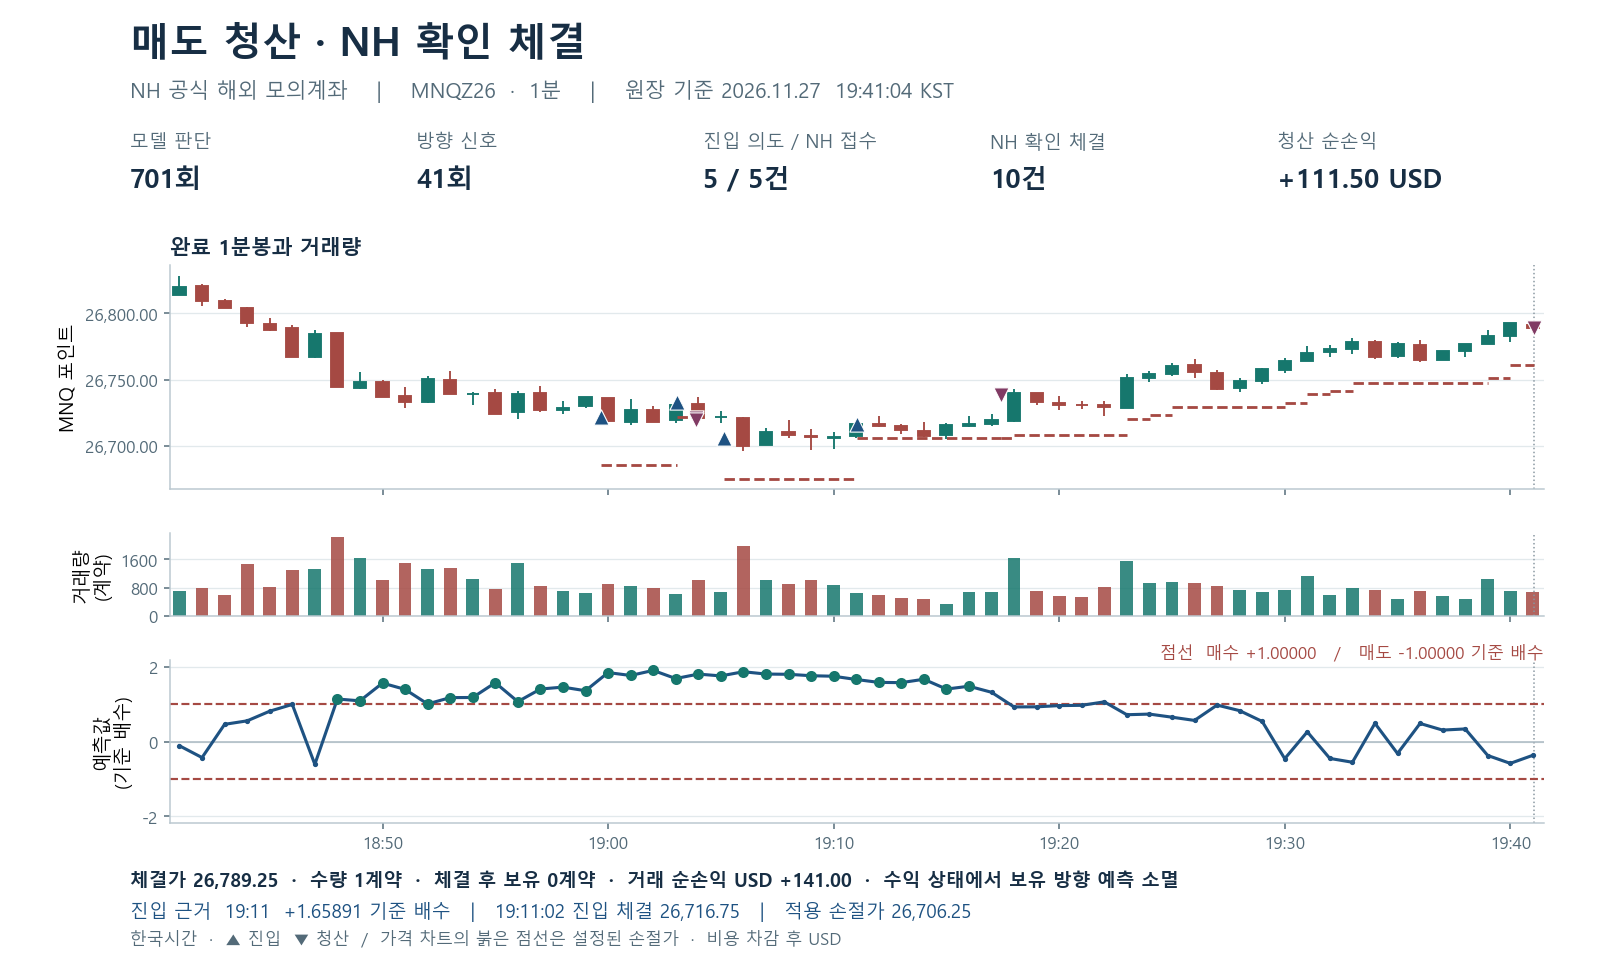 매도 청산 · NH 확인 체결
NH 공식 해외 모의계좌 | MNQZ26 · 1분 | 원장 기준 2026.11.27 19:41:04 KST
모델 판단 방향 신호 진입 의도 / NH 접수 NH 확인 체결 청산 순손익
701회 41회 5 / 5건 10건 +111.50 USD
완료 1분봉과 거래량
MNQ 포인트
26,800.00
26,750.00
26,700.00
거래량
(계약)
1600
800
0
점선 매수 +1.00000 / 매도 -1.00000 기준 배수
예측값
(기준 배수)
2
0
-2
18:50 19:00 19:10 19:20 19:30 19:40
체결가 26,789.25 · 수량 1계약 · 체결 후 보유 0계약 · 거래 순손익 USD +141.00 · 수익 상태에서 보유 방향 예측 소멸
진입 근거 19:11 +1.65891 기준 배수 | 19:11:02 진입 체결 26,716.75 | 적용 손절가 26,706.25
한국시간 · ▲ 진입 ▼ 청산 / 가격 차트의 붉은 점선은 설정된 손절가 · 비용 차감 후 USD